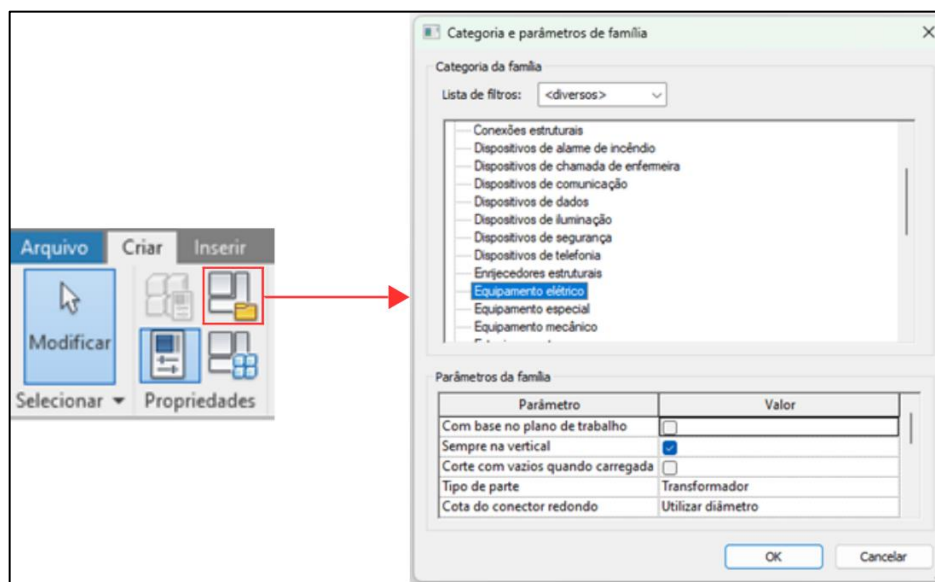 Arquivo Criar Inserir
Modificar
Selecionar Propriedades
Categoria e parâmetros de família
Categoria da família
Lista de filtros: <diversos>
Conexões estruturais
Dispositivos de alarme de incêndio
Dispositivos de chamada de enfermeira
Dispositivos de comunicação
Dispositivos de dados
Dispositivos de iluminação
Dispositivos de segurança
Dispositivos de telefonia
Enrijecedores estruturais
Equipamento elétrico
Equipamento especial
Equipamento mecânico
Parâmetros da família
Parâmetro Valor
Com base no plano de trabalho
Sempre na vertical
Corte com vazios quando carregada
Tipo de parte Transformador
Cota do conector redondo Utilizar diâmetro
OK Cancelar